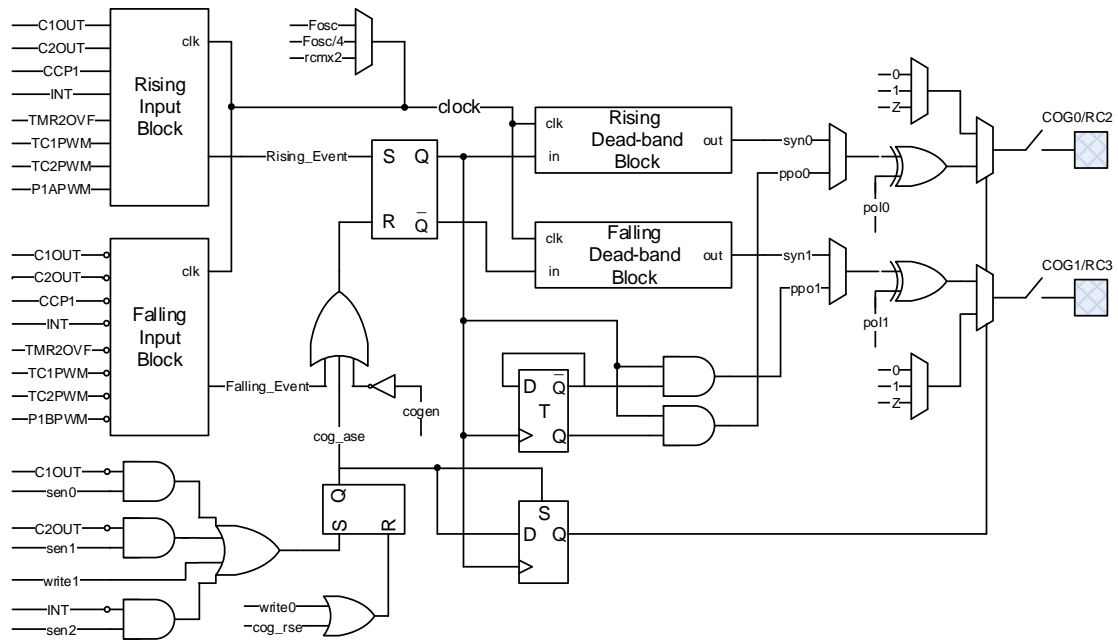 C1OUT
C2OUT
CCP1
INT
TMR2OVF
TC1PWM
TC2PWM
P1APWM
clk
Rising
Input
Block
Fosc
Fosc/4
rcmx2
clock
Rising_Event
S
Q
R
Q
clk
in
Rising
Dead-band
Block
out
syn0
ppo0
pol0
0
1
Z
COG0/RC2
clk
in
Falling
Dead-band
Block
out
syn1
ppo1
pol1
COG1/RC3
0
1
Z
C1OUT
C2OUT
CCP1
INT
TMR2OVF
TC1PWM
TC2PWM
P1BPWM
clk
Falling
Input
Block
Falling_Event
cogen
cog_ase
D
Q
T
Q
C1OUT
sen0
C2OUT
sen1
write1
INT
sen2
Q
S
R
write0
cog_rse
S
D
Q